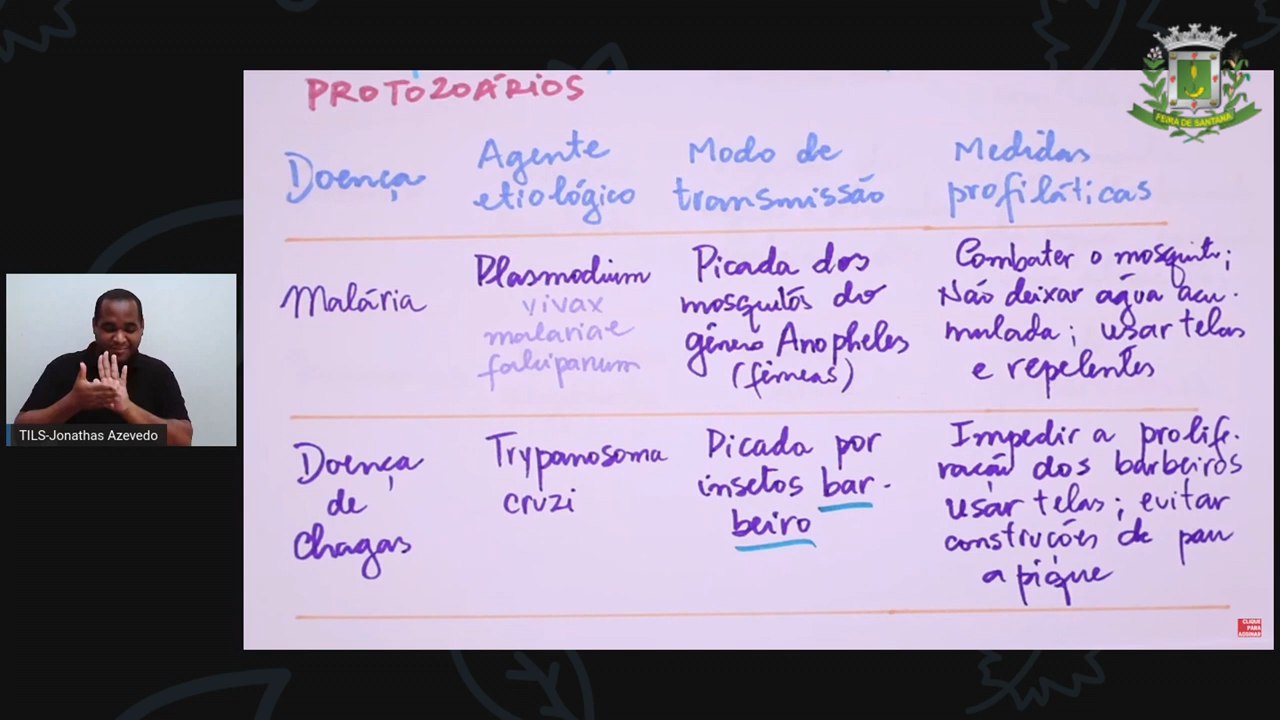 PROTOZOÁRIOS
Doença
Agente
etiológico
Modo de
transmissão
Medidas
profiláticas
Malária
Plasmodium
vivax
malariae
falciparum
Picada dos
mosquitos do
gênero Anopheles
(fêmeas)
Combater o mosquito;
Não deixar água acu-
mulada; usar telas
e repelentes
Doença
de
Chagas
Trypanosoma
cruzi
Picada por
insetos bar-
beiro
Impedir a prolife-
ração dos barbeiros
usar telas; evitar
construções de pau
a pique
TILS-Jonathas Azevedo
FEIRA DE SANTANA
CLIQUE
PARA
ASSINAR